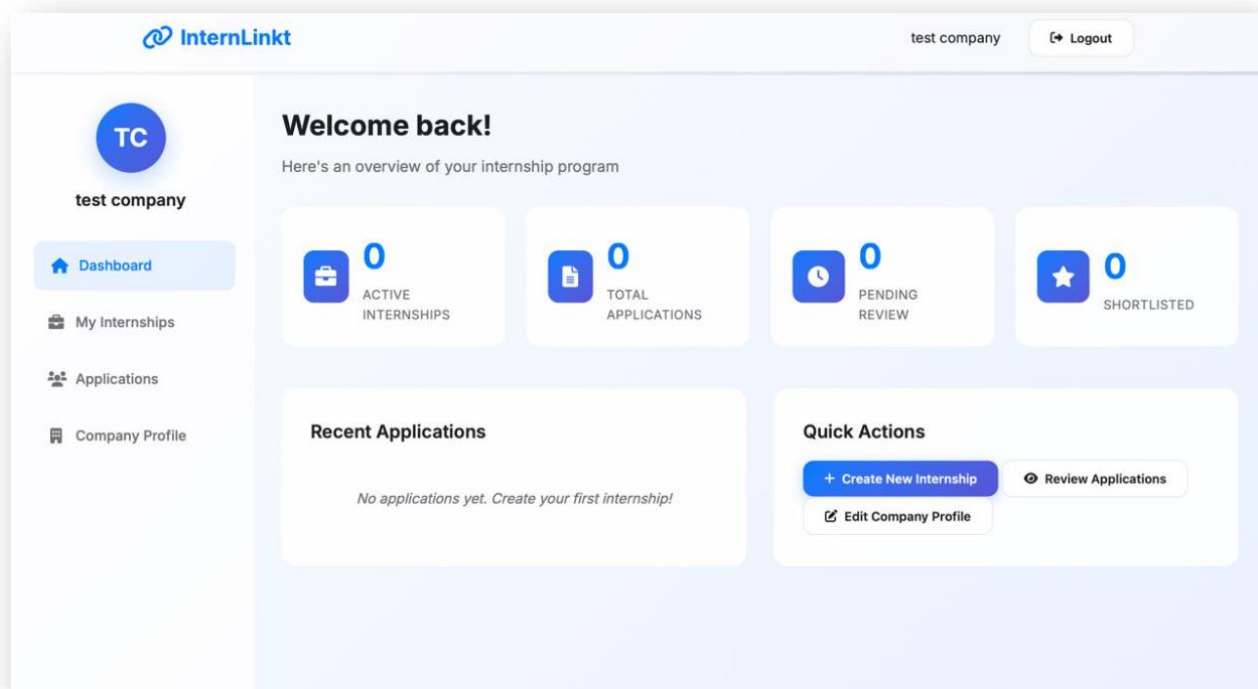 InternLinkt
test company
Logout
TC
test company
Dashboard
My Internships
Applications
Company Profile
Welcome back!
Here's an overview of your internship program
0
ACTIVE
INTERNSHIPS
0
TOTAL
APPLICATIONS
0
PENDING
REVIEW
0
SHORTLISTED
Recent Applications
No applications yet. Create your first internship!
Quick Actions
+ Create New Internship
Review Applications
Edit Company Profile